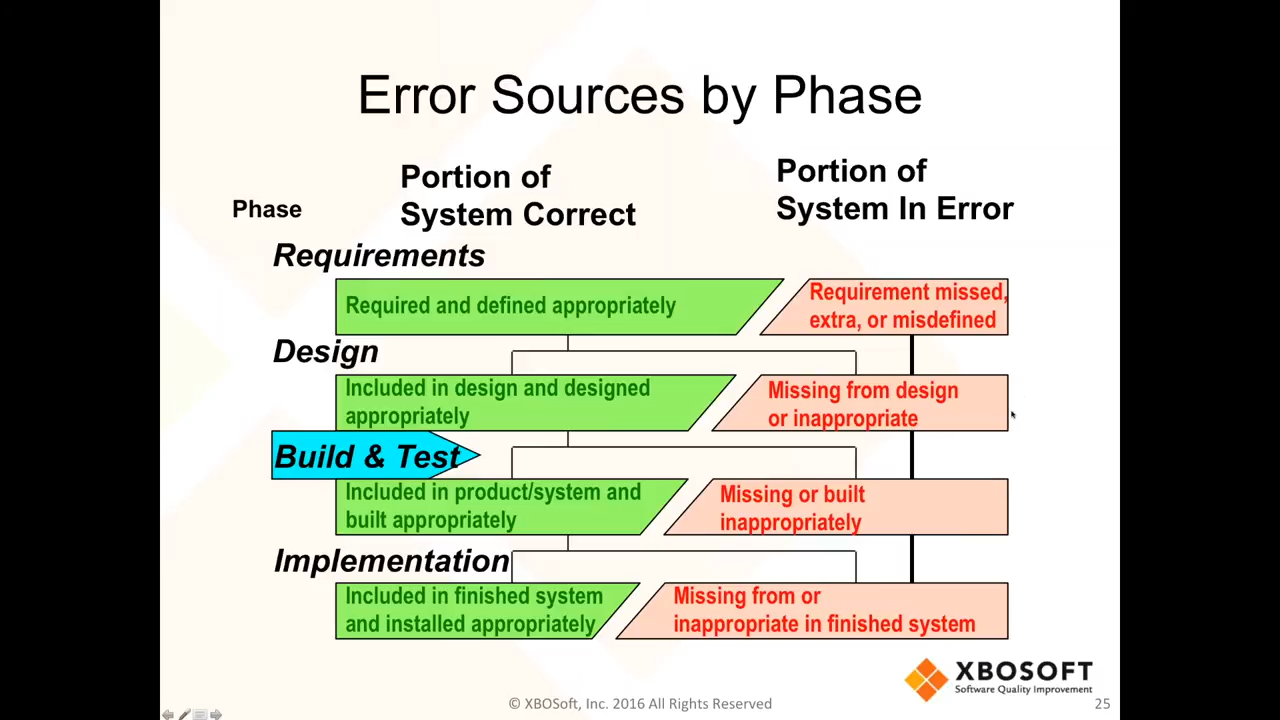 Error Sources by Phase
Phase
Portion of
System Correct
Portion of
System In Error
Requirements
Required and defined appropriately
Requirement missed,
extra, or misdefined
Design
Included in design and designed
appropriately
Missing from design
or inappropriate
Build & Test
Included in product/system and
built appropriately
Missing or built
inappropriately
Implementation
Included in finished system
and installed appropriately
Missing from or
inappropriate in finished system
XBOSOFT
Software Quality Improvement
© XBOSoft, Inc. 2016 All Rights Reserved
25